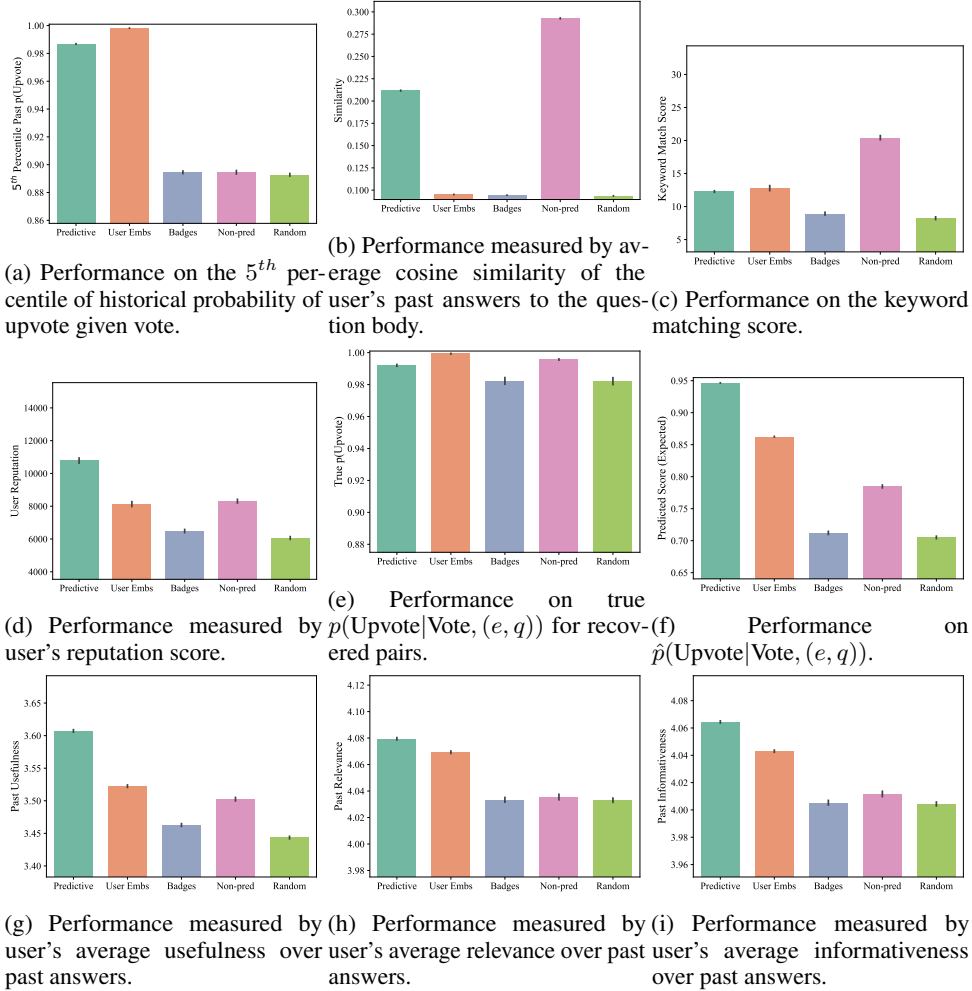 5th Percentile Past p(Upvote)
1.00
0.98
0.96
0.94
0.92
0.90
0.88
0.86
Predictive User Embs Badges Non-pred Random
(a) Performance on the 5th per-
centile of historical probability of
upvote given vote.
Similarity
0.300
0.275
0.250
0.225
0.200
0.175
0.150
0.125
0.100
Predictive User Embs Badges Non-pred Random
(b) Performance measured by av-
erage cosine similarity of the
user's past answers to the ques-
tion body.
Keyword Match Score
30
25
20
15
10
5
Predictive User Embs Badges Non-pred Random
(c) Performance on the keyword
matching score.
User Reputation
14000
12000
10000
8000
6000
4000
Predictive User Embs Badges Non-pred Random
(d) Performance measured by
user's reputation score.
True p(Upvote)
1.00
0.98
0.96
0.94
0.92
0.90
0.88
Predictive User Embs Badges Non-pred Random
(e) Performance on true
p(Upvote|Vote, (e, q)) for recov-
ered pairs.
Predicted Score (Expected)
0.95
0.90
0.85
0.80
0.75
0.70
0.65
Predictive User Embs Badges Non-pred Random
(f) Performance on
p̂(Upvote|Vote, (e, q)).
Past Usefulness
3.65
3.60
3.55
3.50
3.45
3.40
Predictive User Embs Badges Non-pred Random
(g) Performance measured by
user's average usefulness over
past answers.
Past Relevance
4.12
4.10
4.08
4.06
4.04
4.02
4.00
3.98
Predictive User Embs Badges Non-pred Random
(h) Performance measured by
user's average relevance over past
answers.
Past Informativeness
4.08
4.06
4.04
4.02
4.00
3.98
3.96
Predictive User Embs Badges Non-pred Random
(i) Performance measured by
user's average informativeness
over past answers.